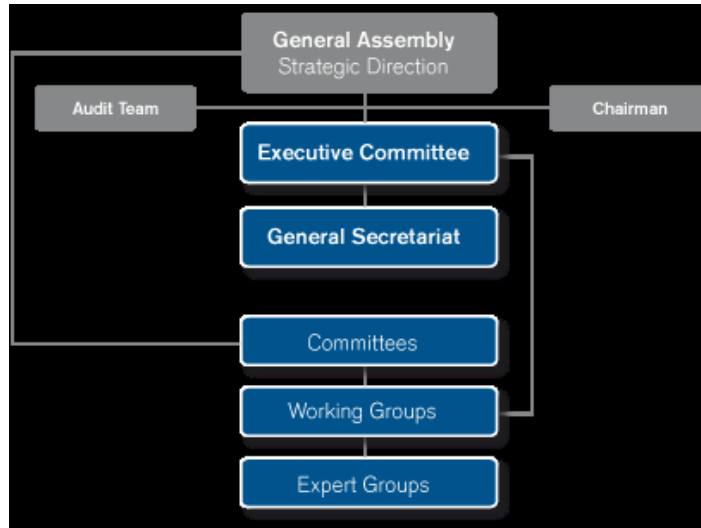 General Assembly
Strategic Direction
Audit Team
Chairman
Executive Committee
General Secretariat
Committees
Working Groups
Expert Groups